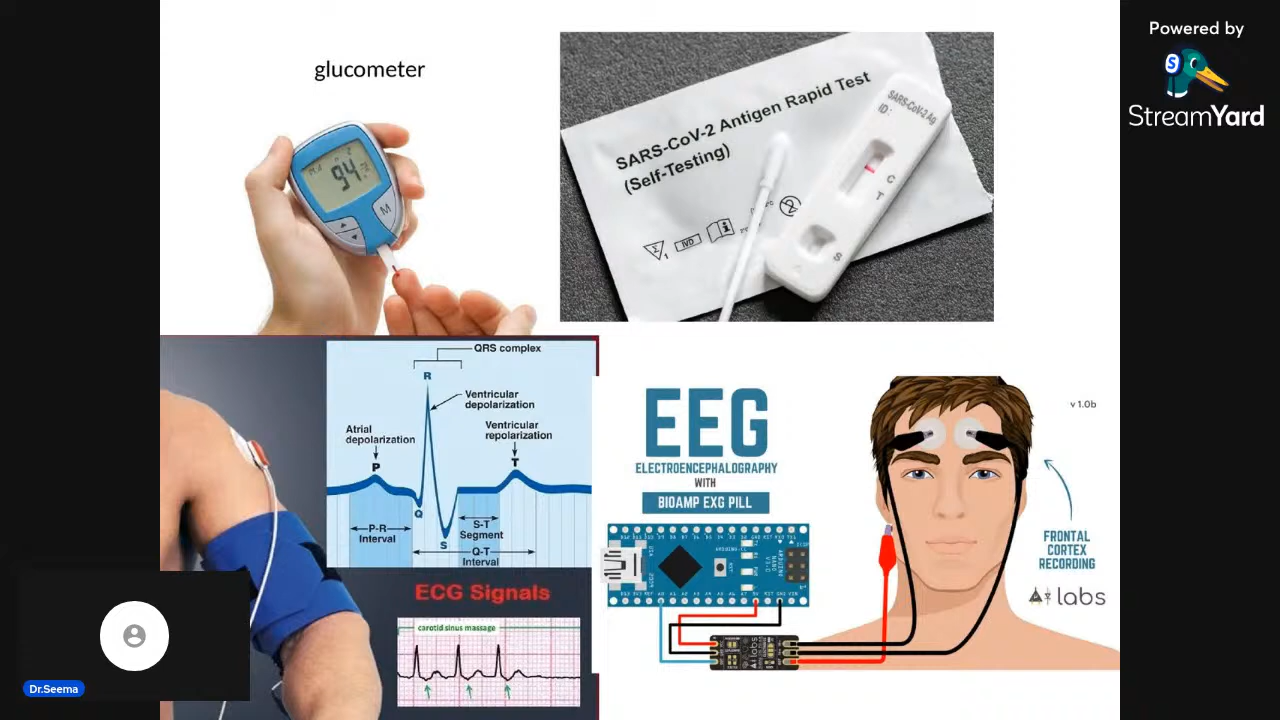 Powered by
StreamYard
glucometer
94
M
SARS-CoV-2 Antigen Rapid Test
(Self-Testing)
IVD
SARS-CoV-2 Ag
ID:
C
T
S
QRS complex
R
Ventricular
depolarization
Atrial
depolarization
Ventricular
repolarization
P
T
Q
S
P-R
Interval
S-T
Segment
Q-T
Interval
ECG Signals
carotid sinus massage
EEG
ELECTROENCEPHALOGRAPHY
WITH
BIOAMP EXG PILL
v 1.0b
FRONTAL
CORTEX
RECORDING
labs
Dr.Seema